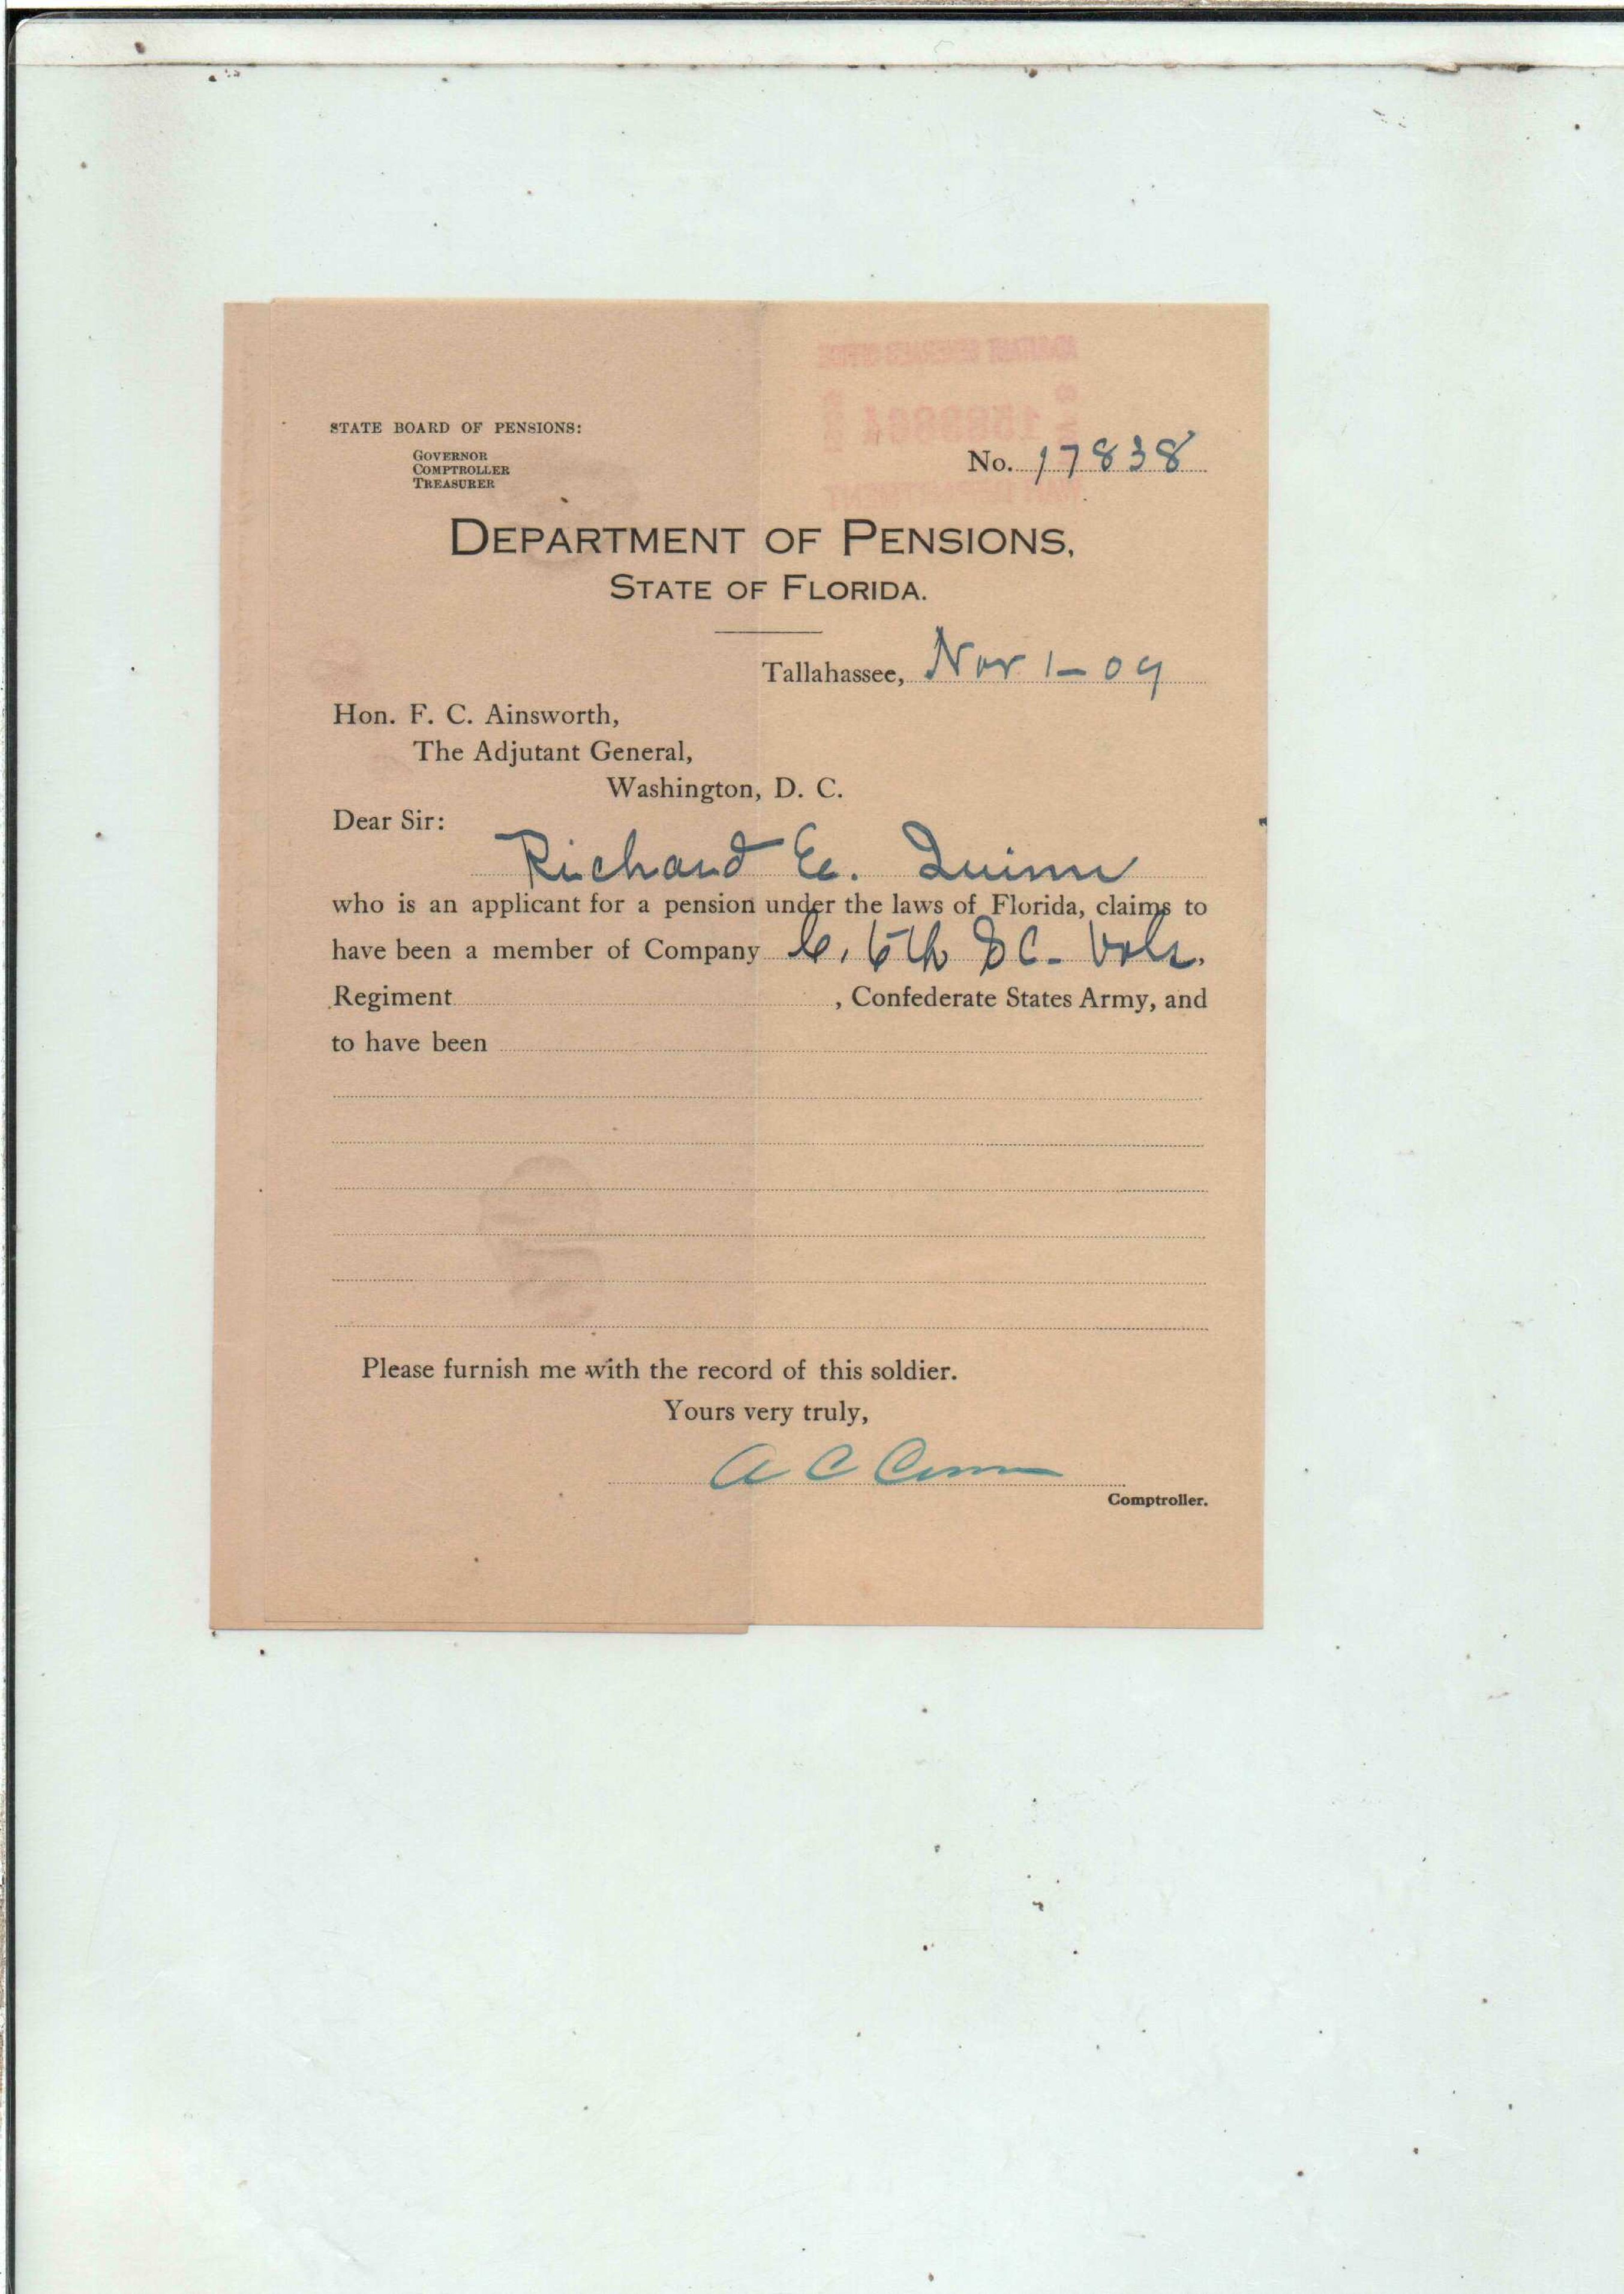 STATE BOARD OF PENSIONS:
GOVERNOR
COMPTROLLER
TREASURER
No. 17838
DEPARTMENT OF PENSIONS,
STATE OF FLORIDA.
Tallahassee, Nov 1-09
Hon. F. C. Ainsworth,
The Adjutant General,
Washington, D. C.
Dear Sir:
Richard E. Quinn
who is an applicant for a pension under the laws of Florida, claims to
have been a member of Company 6th S C. Vols.
Regiment , Confederate States Army, and
to have been
Please furnish me with the record of this soldier.
Yours very truly,
A C Croom
Comptroller.